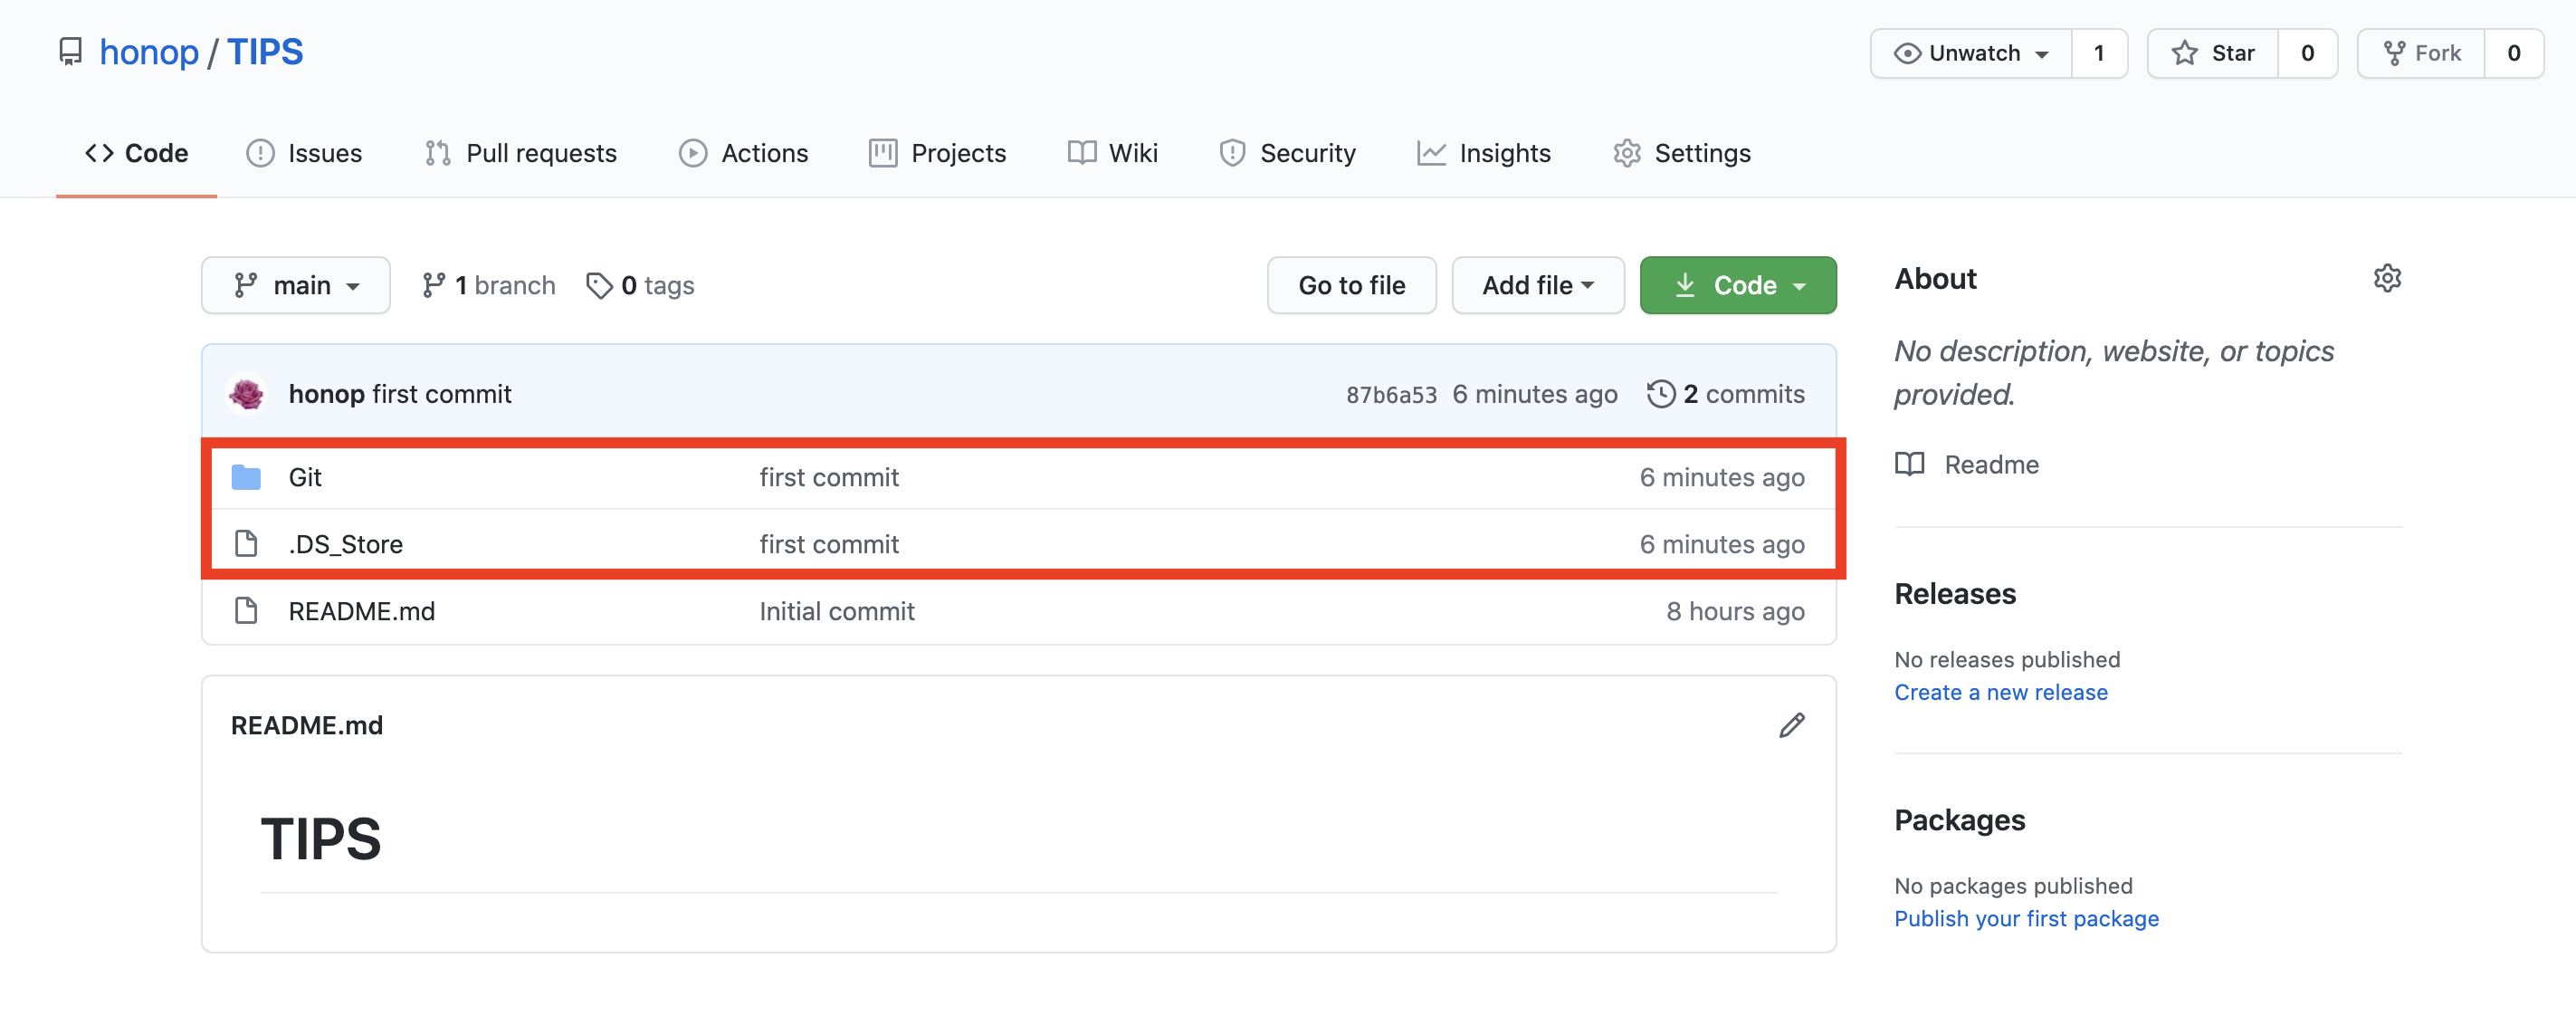 honop / TIPS
Unwatch 1 Star 0 Fork 0
Code Issues Pull requests Actions Projects Wiki Security Insights Settings
main 1 branch 0 tags Go to file Add file Code
honop first commit 87b6a53 6 minutes ago 2 commits
Git first commit 6 minutes ago
.DS_Store first commit 6 minutes ago
README.md Initial commit 8 hours ago
README.md
TIPS
About
No description, website, or topics
provided.
Readme
Releases
No releases published
Create a new release
Packages
No packages published
Publish your first package